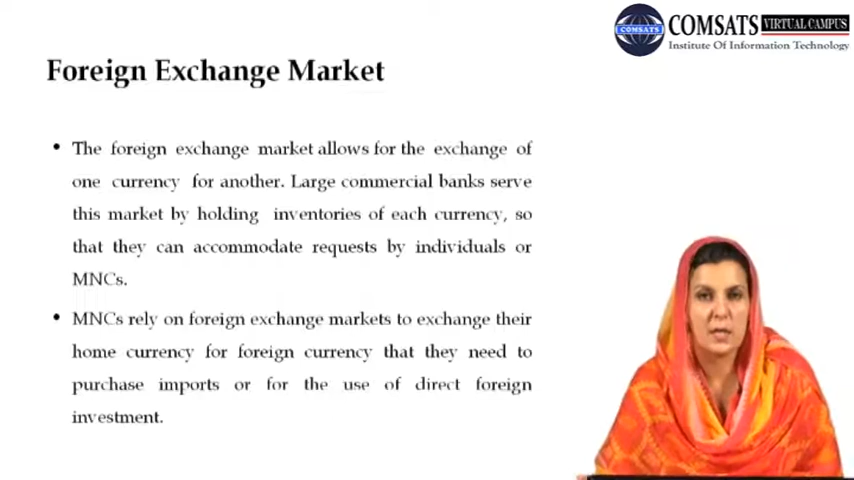 COMSATS VIRTUAL CAMPUS
COMSATS
Institute Of Information Technology
Foreign Exchange Market
• The foreign exchange market allows for the exchange of
one currency for another. Large commercial banks serve
this market by holding inventories of each currency, so
that they can accommodate requests by individuals or
MNCs.
• MNCs rely on foreign exchange markets to exchange their
home currency for foreign currency that they need to
purchase imports or for the use of direct foreign
investment.